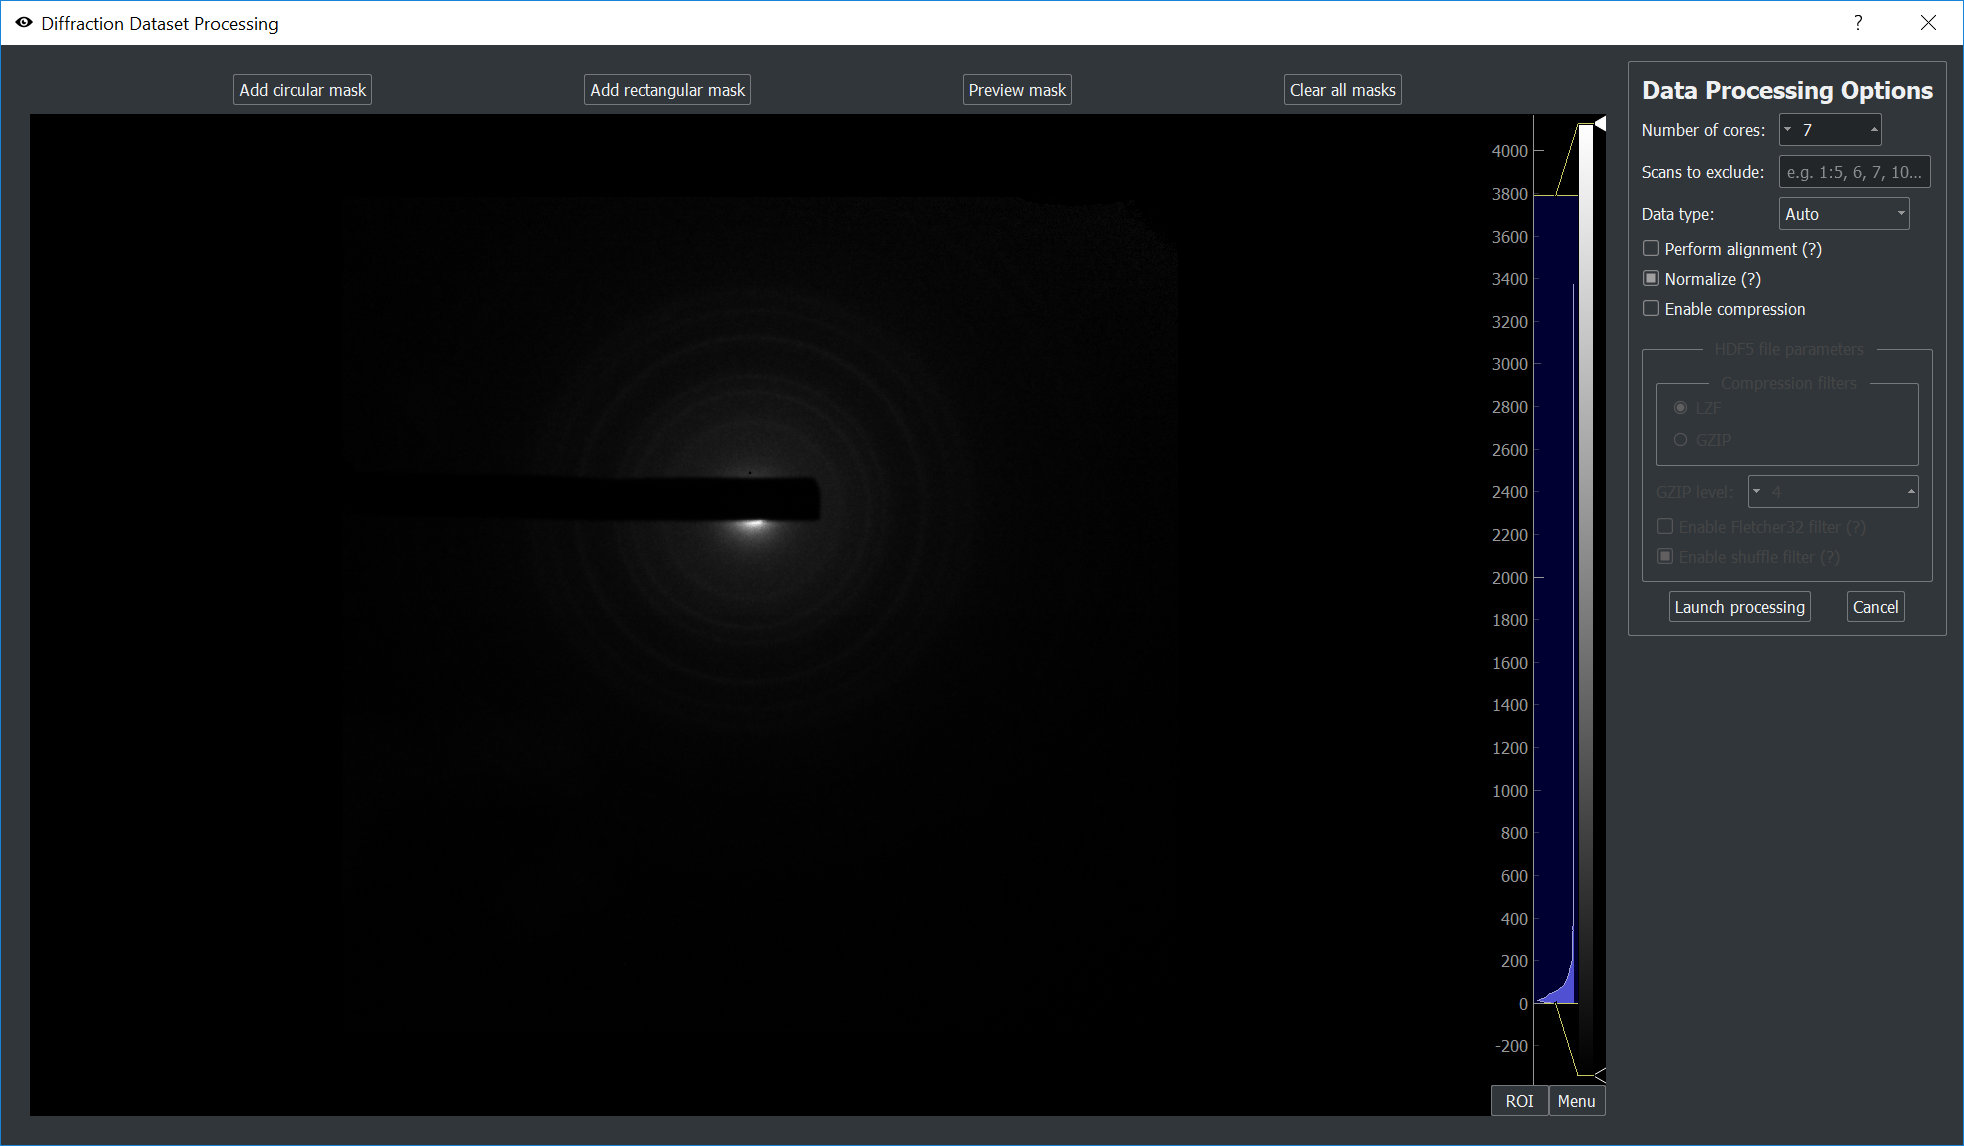 Diffraction Dataset Processing
?
Add circular mask
Add rectangular mask
Preview mask
Clear all masks
4000
3800
3600
3400
3200
3000
2800
2600
2400
2200
2000
1800
1600
1400
1200
1000
800
600
400
200
0
-200
ROI
Menu
Data Processing Options
Number of cores: 7
Scans to exclude: e.g. 1:5, 6, 7, 10...
Data type: Auto
Perform alignment (?)
Normalize (?)
Enable compression
HDF5 file parameters
Compression filters
LZF
GZIP
GZIP level: 4
Enable Fletcher32 filter (?)
Enable shuffle filter (?)
Launch processing
Cancel